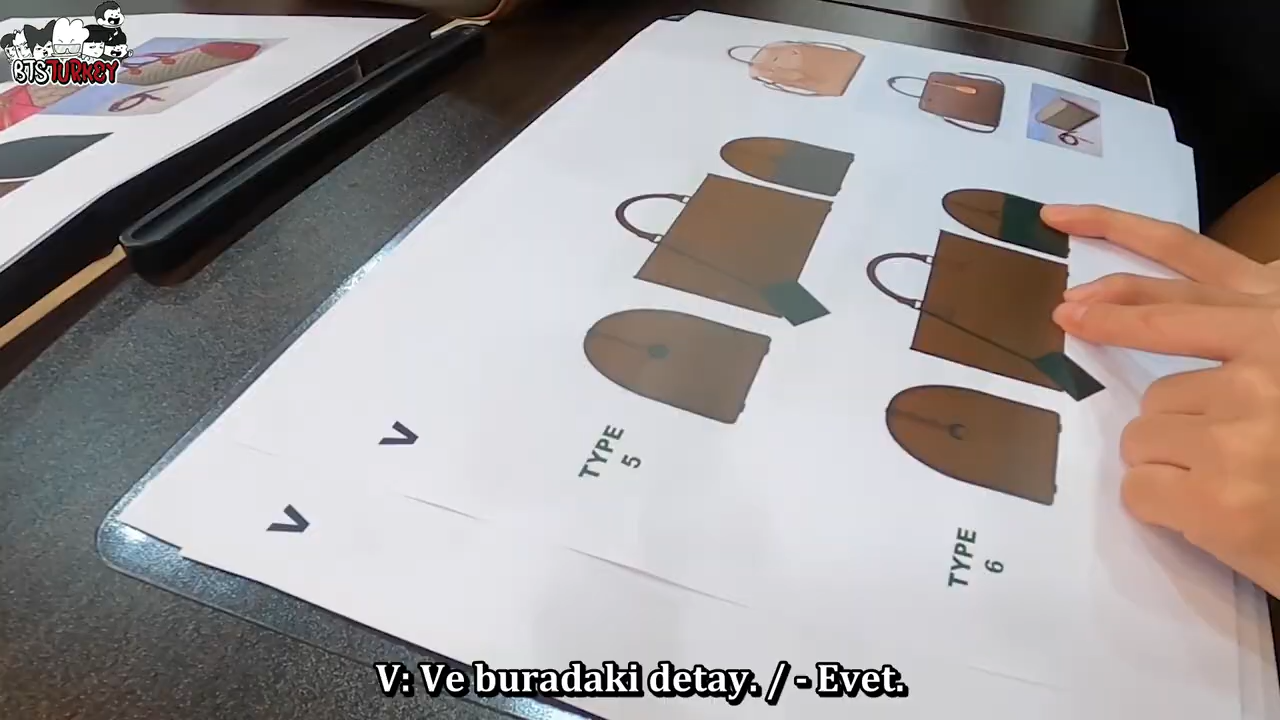 BTSTURKEY
V
V
TYPE
5
TYPE
6
V: Ve buradaki detay. / - Evet.